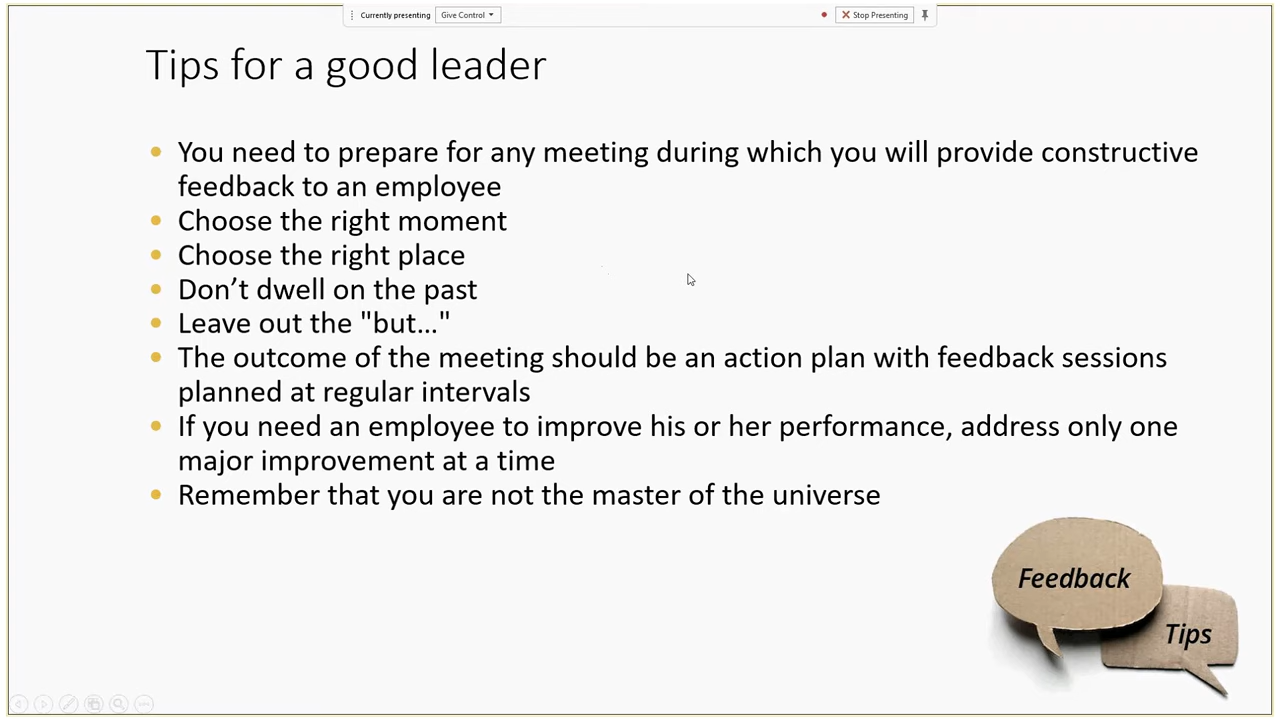 Currently presenting
Give Control
Stop Presenting
Tips for a good leader
• You need to prepare for any meeting during which you will provide constructive
feedback to an employee
• Choose the right moment
• Choose the right place
• Don’t dwell on the past
• Leave out the "but…"
• The outcome of the meeting should be an action plan with feedback sessions
planned at regular intervals
• If you need an employee to improve his or her performance, address only one
major improvement at a time
• Remember that you are not the master of the universe
Feedback
Tips